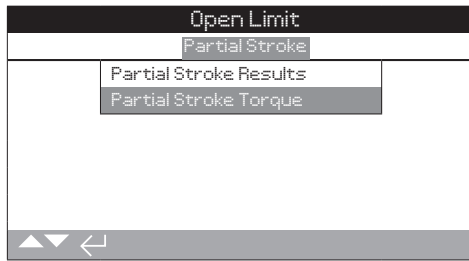 Open Limit
Partial Stroke
Partial Stroke Results
Partial Stroke Torque